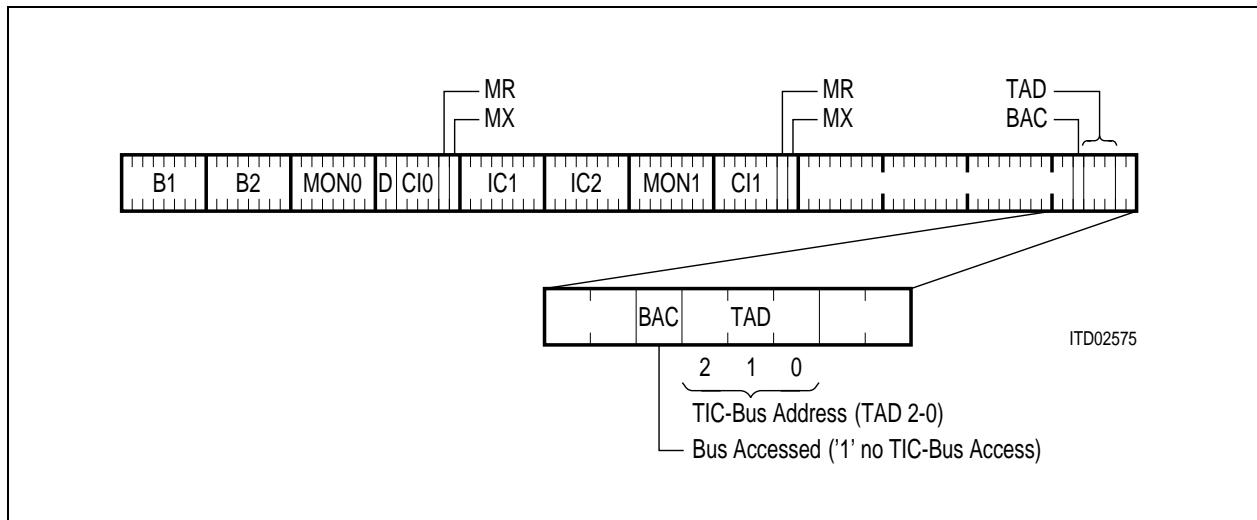 MR MR TAD
MX MX BAC
B1 B2 MON0 D CI0 IC1 IC2 MON1 CI1
BAC TAD
ITD02575
2 1 0
TIC-Bus Address (TAD 2-0)
Bus Accessed ('1' no TIC-Bus Access)